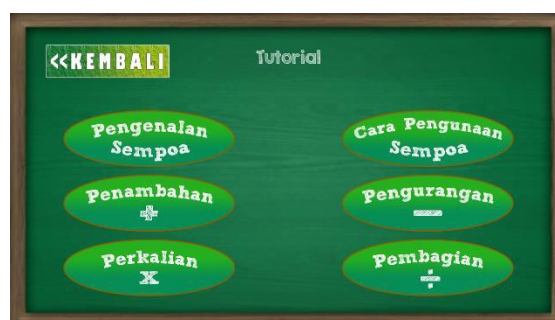 <<KEMBALI
Tutorial
Pengenalan
Sempoa
Cara Pengunaan
Sempoa
Penambahan
+
Pengurangan
-
Perkalian
x
Pembagian
÷